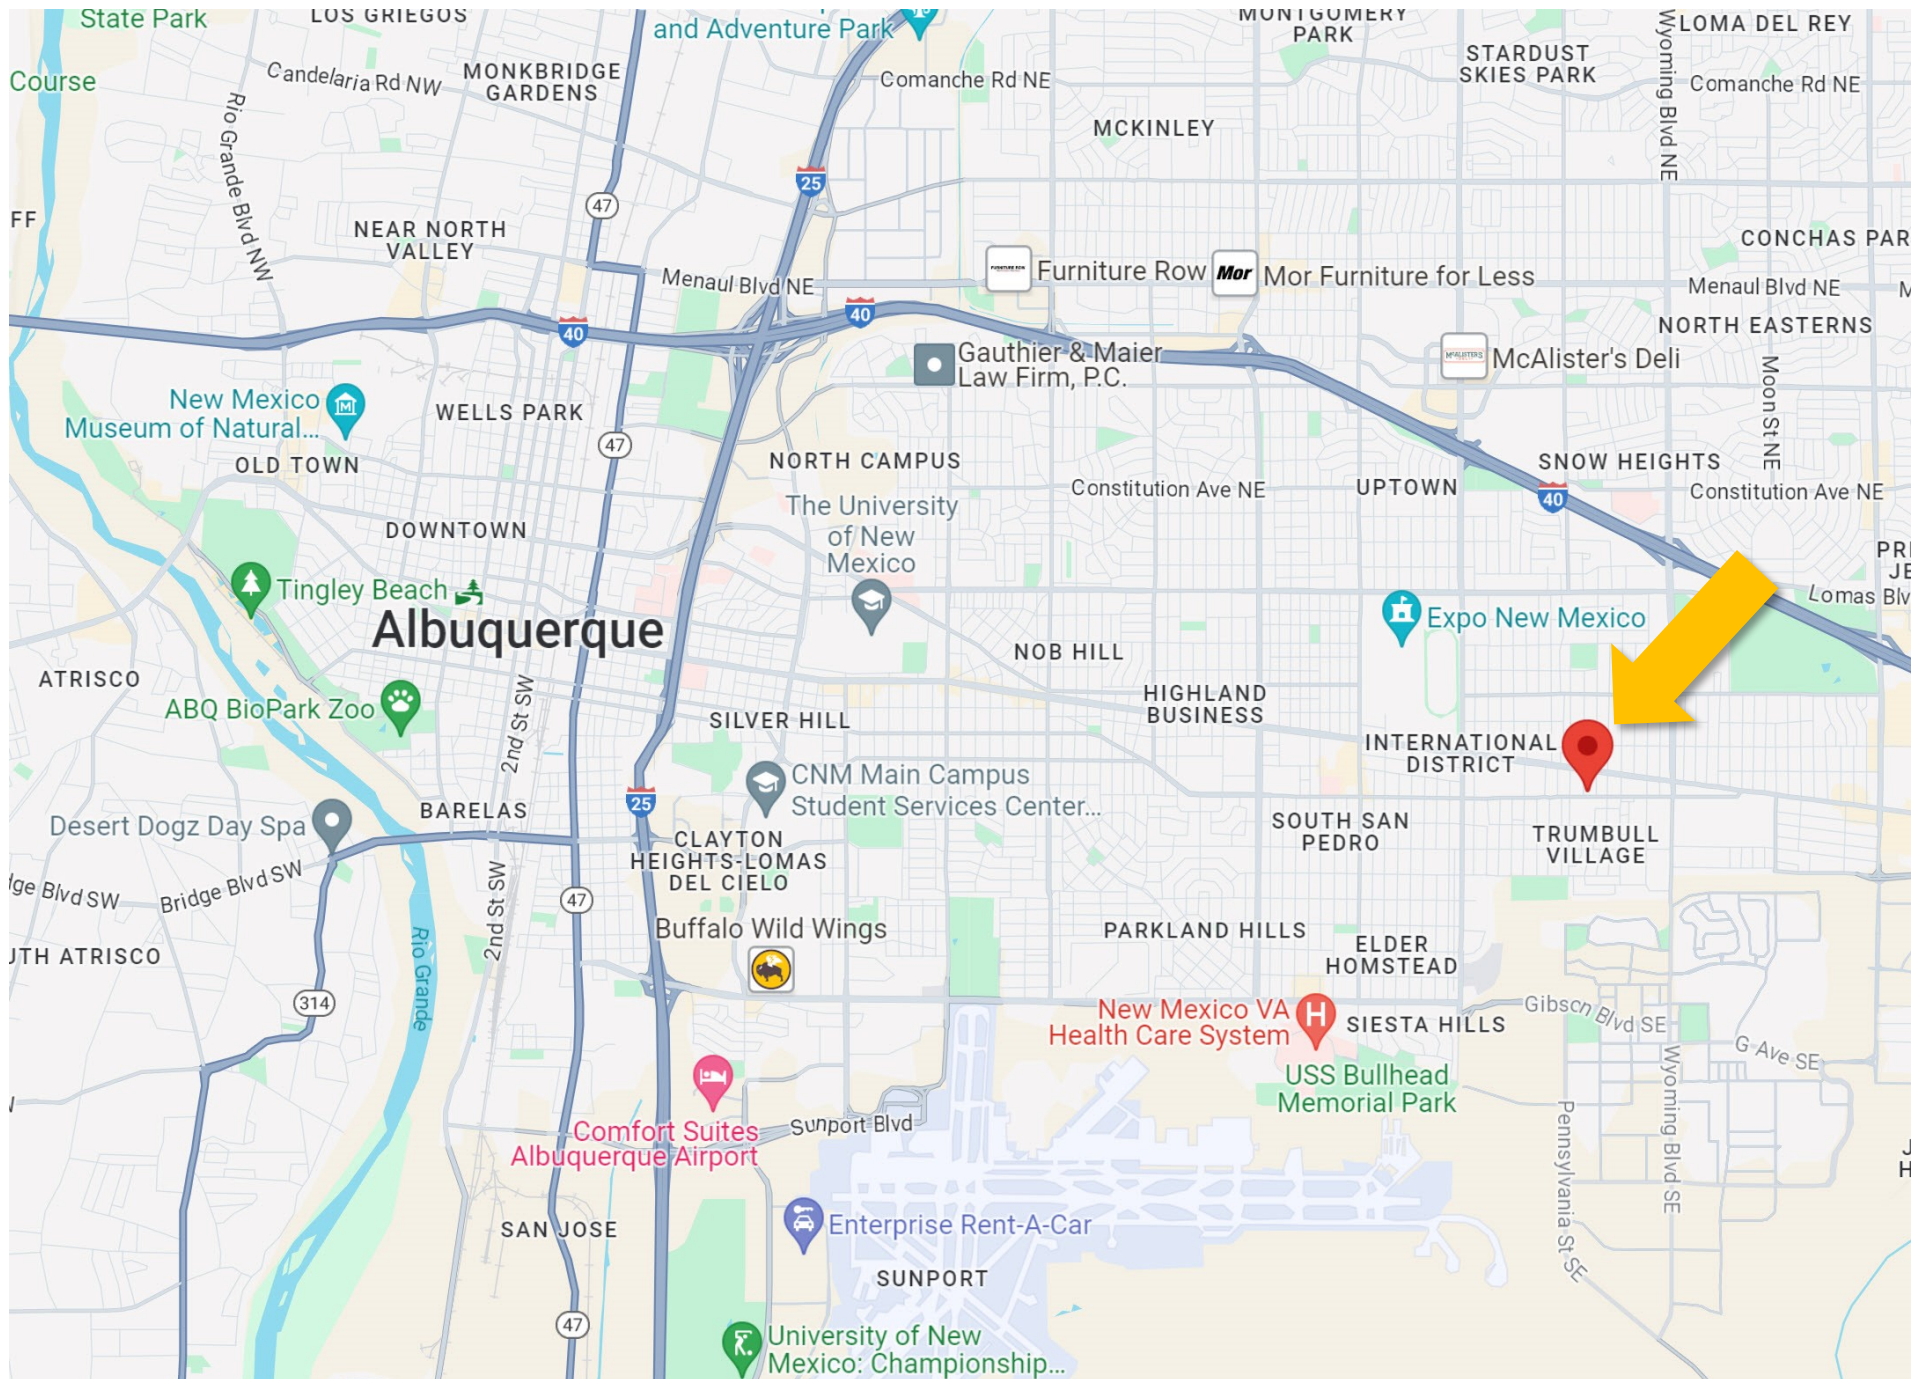 State Park
LOS GRIEGOS
and Adventure Park
MONTGOMERY
PARK
STARDUST
SKIES PARK
Wyoming Blvd NE
LOMA DEL REY
Course
Candelaria Rd NW
MONKBRIDGE
GARDENS
Comanche Rd NE
Comanche Rd NE
Rio Grande Blvd NW
MCKINLEY
25
47
FF
NEAR NORTH
VALLEY
CONCHAS PAR
Menaul Blvd NE
FURNITURE ROW
Furniture Row
Mor
Mor Furniture for Less
Menaul Blvd NE
40
40
NORTH EASTERNS
Gauthier & Maier
Law Firm, P.C.
McALISTER'S
McAlister's Deli
Moon St NE
New Mexico
Museum of Natural...
M
WELLS PARK
47
OLD TOWN
NORTH CAMPUS
SNOW HEIGHTS
Constitution Ave NE
UPTOWN
40
Constitution Ave NE
The University
of New
Mexico
DOWNTOWN
PRI
JE
Tingley Beach
Lomas Blv
Albuquerque
Expo New Mexico
NOB HILL
ATRISCO
ABQ BioPark Zoo
2nd St SW
SILVER HILL
HIGHLAND
BUSINESS
INTERNATIONAL
DISTRICT
CNM Main Campus
Student Services Center...
25
BARELAS
Desert Dogz Day Spa
SOUTH SAN
PEDRO
TRUMBULL
VILLAGE
CLAYTON
HEIGHTS-LOMAS
DEL CIELO
dge Blvd SW
Bridge Blvd SW
2nd St SW
47
Buffalo Wild Wings
PARKLAND HILLS
ELDER
HOMSTEAD
UTH ATRISCO
Rio Grande
314
New Mexico VA
Health Care System
H
SIESTA HILLS
Gibson Blvd SE
G Ave SE
Wyoming Blvd SE
USS Bullhead
Memorial Park
Comfort Suites
Albuquerque Airport
Sunport Blvd
Pennsylvania St SE
J
H
SAN JOSE
Enterprise Rent-A-Car
SUNPORT
47
University of New
Mexico: Championship...